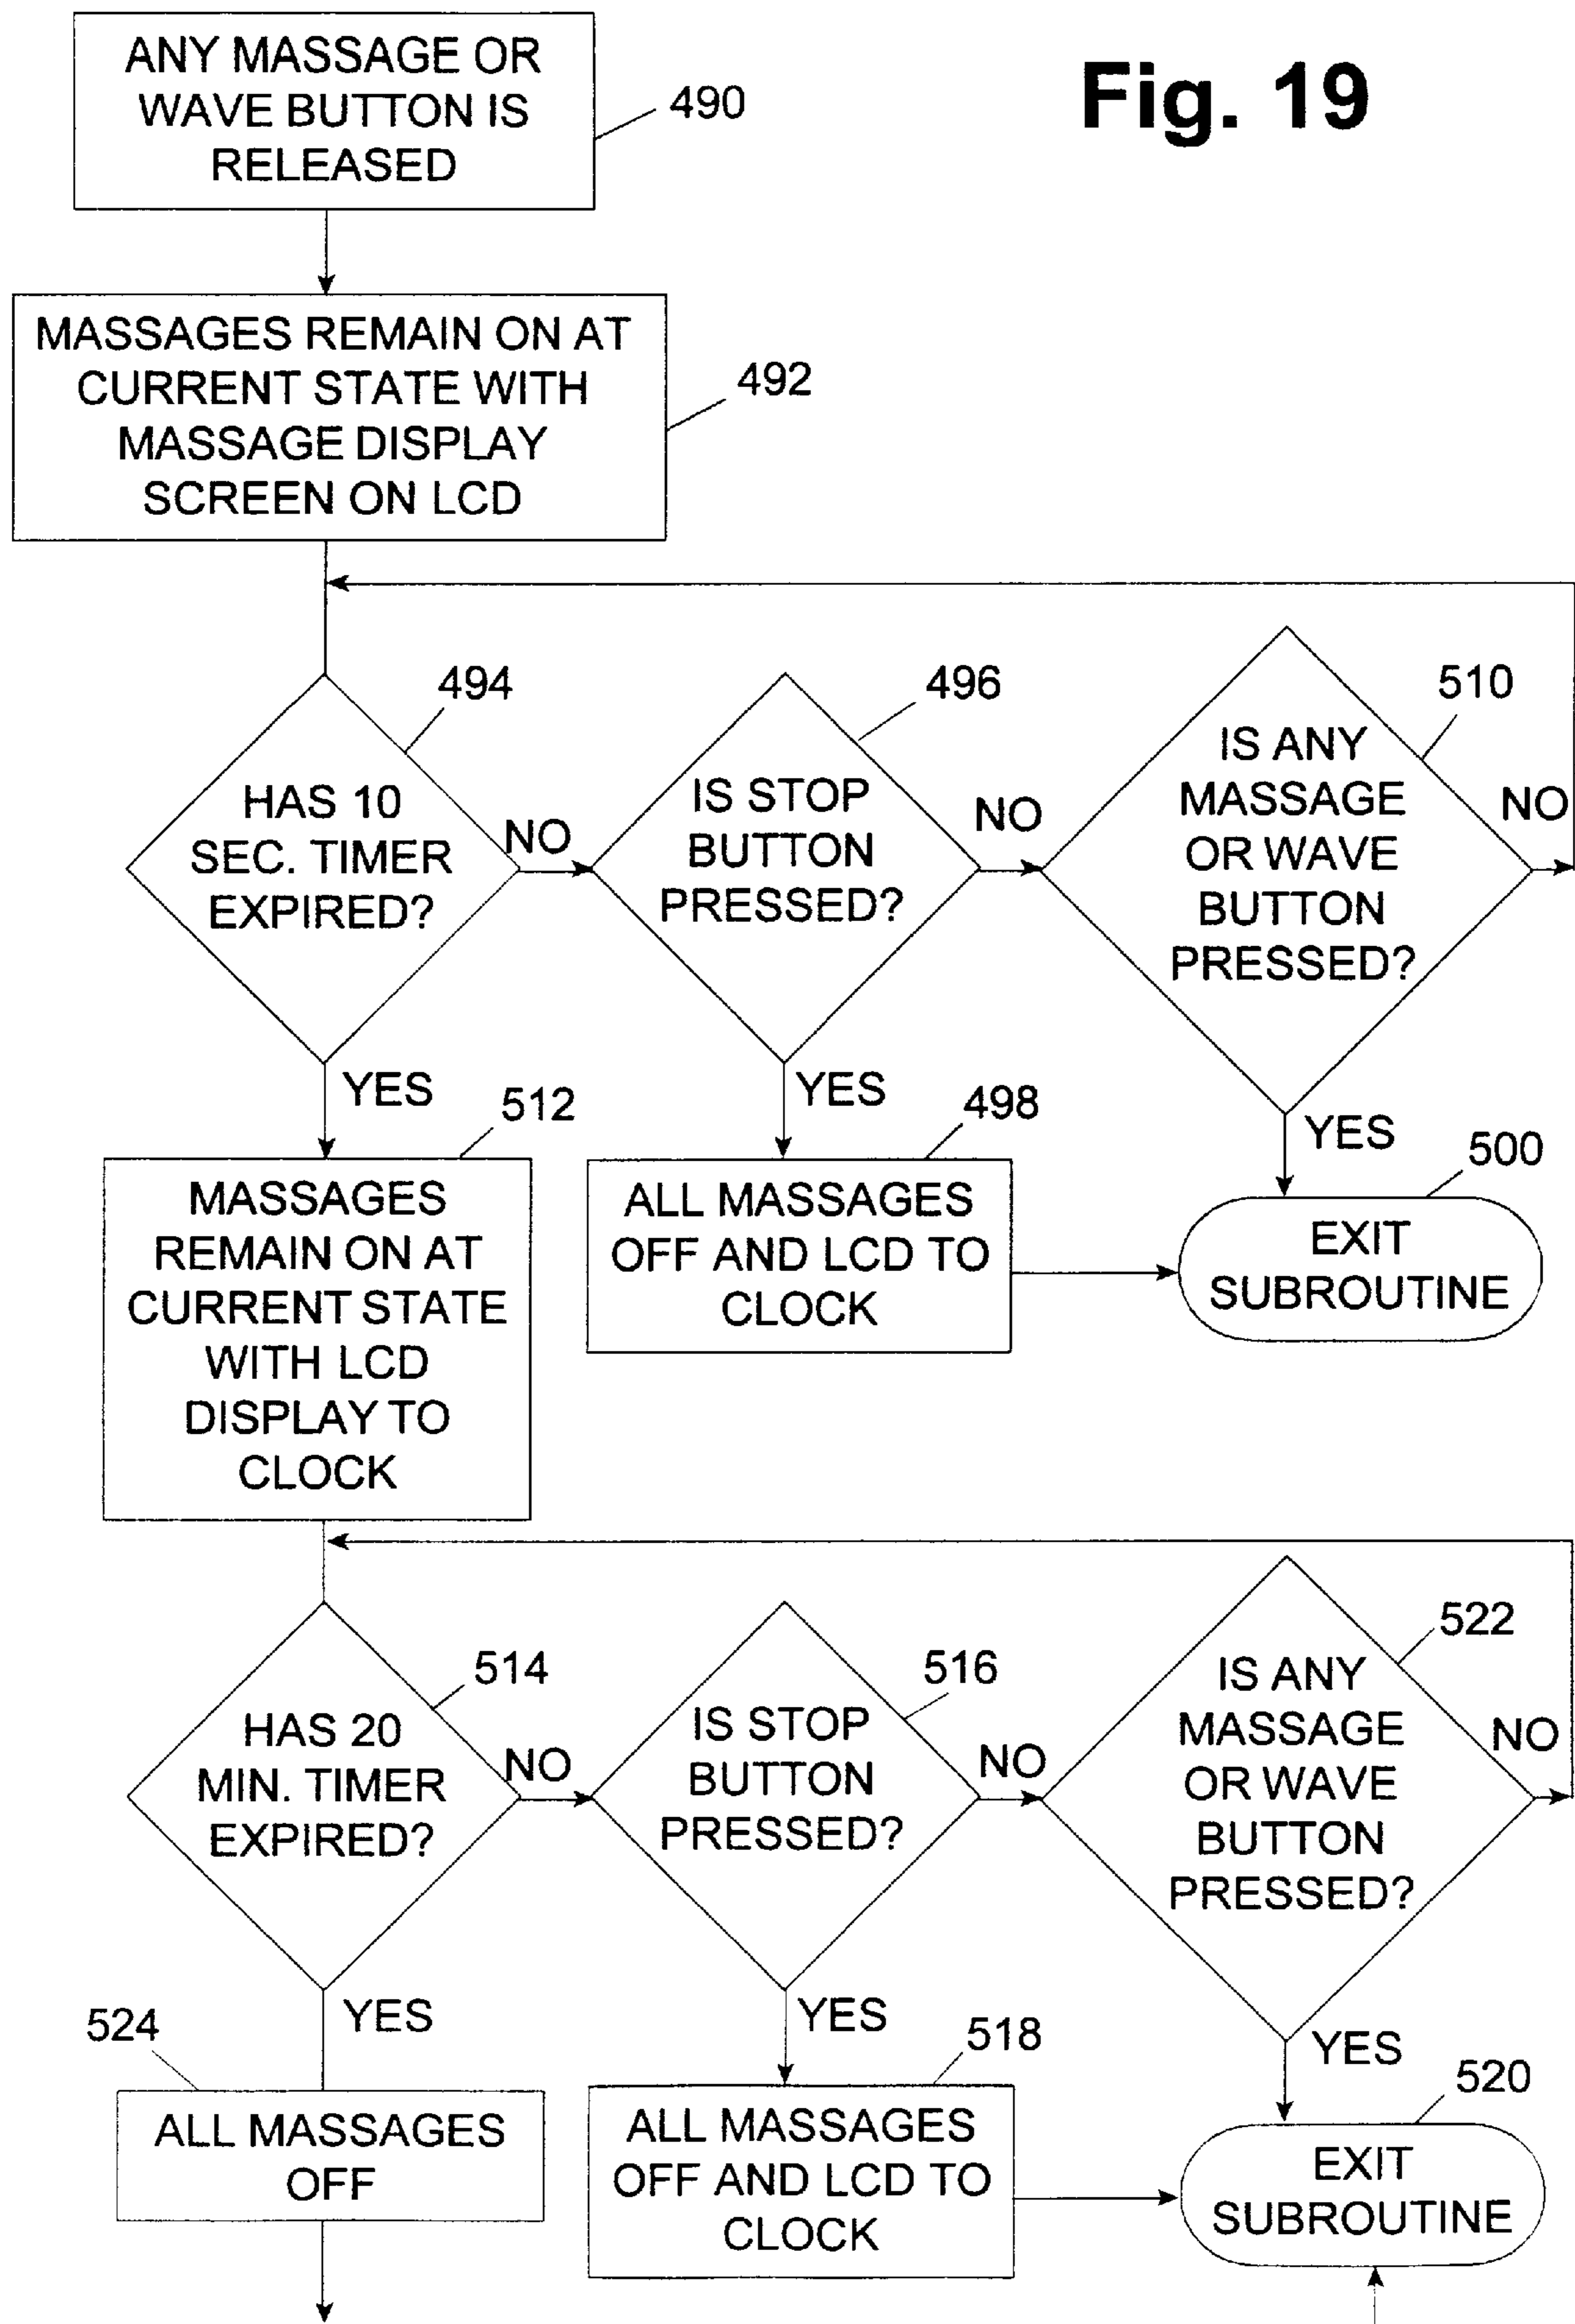 Fig. 19
ANY MASSAGE OR
WAVE BUTTON IS
RELEASED
490
MASSAGES REMAIN ON AT
CURRENT STATE WITH
MASSAGE DISPLAY
SCREEN ON LCD
492
494
HAS 10
SEC. TIMER
EXPIRED?
NO
YES
496
IS STOP
BUTTON
PRESSED?
NO
YES
510
IS ANY
MASSAGE
OR WAVE
BUTTON
PRESSED?
NO
YES
512
MASSAGES
REMAIN ON AT
CURRENT STATE
WITH LCD
DISPLAY TO
CLOCK
498
ALL MASSAGES
OFF AND LCD TO
CLOCK
500
EXIT
SUBROUTINE
514
HAS 20
MIN. TIMER
EXPIRED?
NO
YES
516
IS STOP
BUTTON
PRESSED?
NO
YES
522
IS ANY
MASSAGE
OR WAVE
BUTTON
PRESSED?
NO
YES
524
ALL MASSAGES
OFF
518
ALL MASSAGES
OFF AND LCD TO
CLOCK
520
EXIT
SUBROUTINE